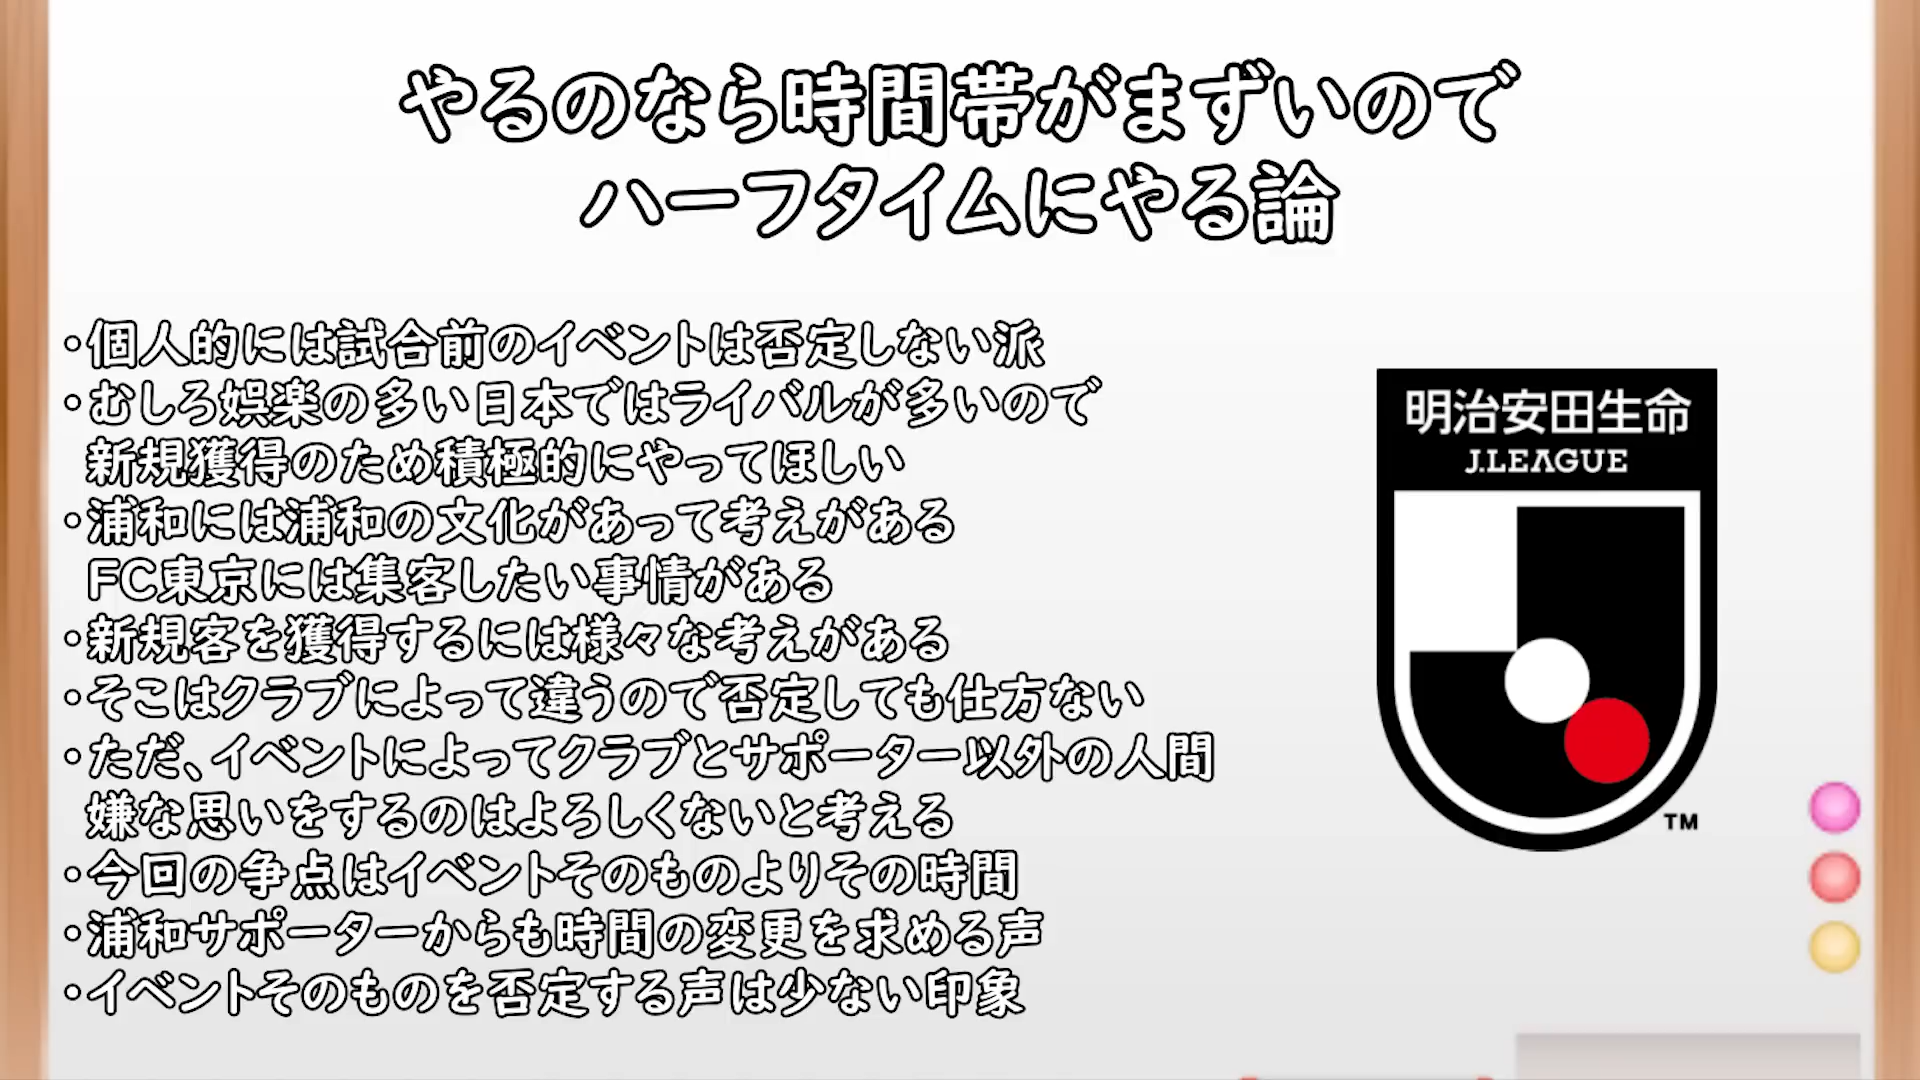 やるのなら時間帯がまずいので
ハーフタイムにやる論
・個人的には試合前のイベントは否定しない派
・むしろ娯楽の多い日本ではライバルが多いので
新規獲得のため積極的にやってほしい
・浦和には浦和の文化があって考えがある
FC東京には集客したい事情がある
・新規客を獲得するには様々な考えがある
・そこはクラブによって違うので否定しても仕方ない
・ただ、イベントによってクラブとサポーター以外の人間
嫌な思いをするのはよろしくないと考える
・今回の争点はイベントそのものよりその時間
・浦和サポーターからも時間の変更を求める声
・イベントそのものを否定する声は少ない印象
明治安田生命
J.LEAGUE
TM